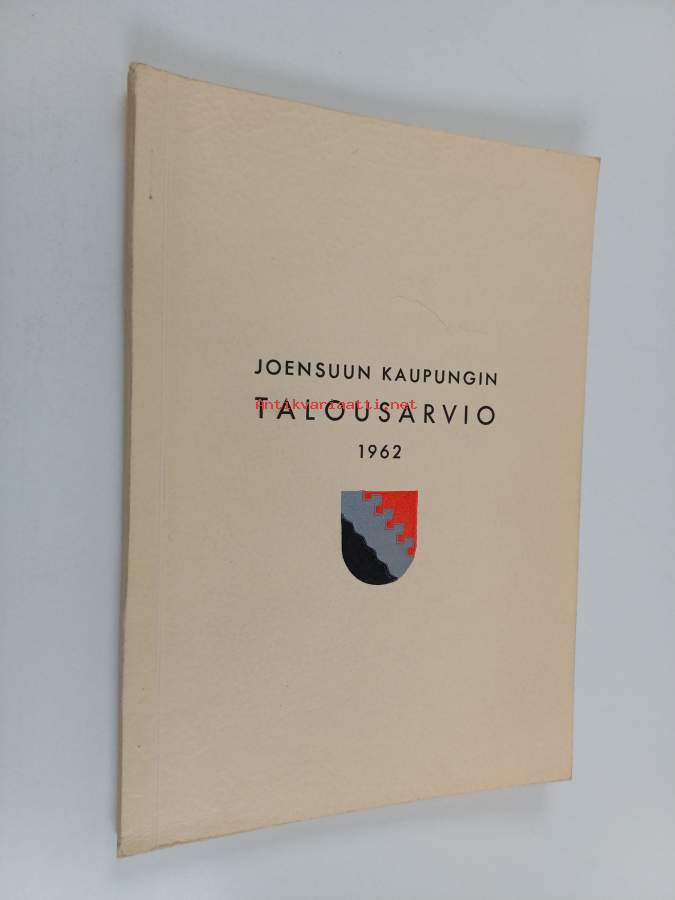 JOENSUUN KAUPUNGIN
antikvariaatti.net
TALOUSARVIO
1962